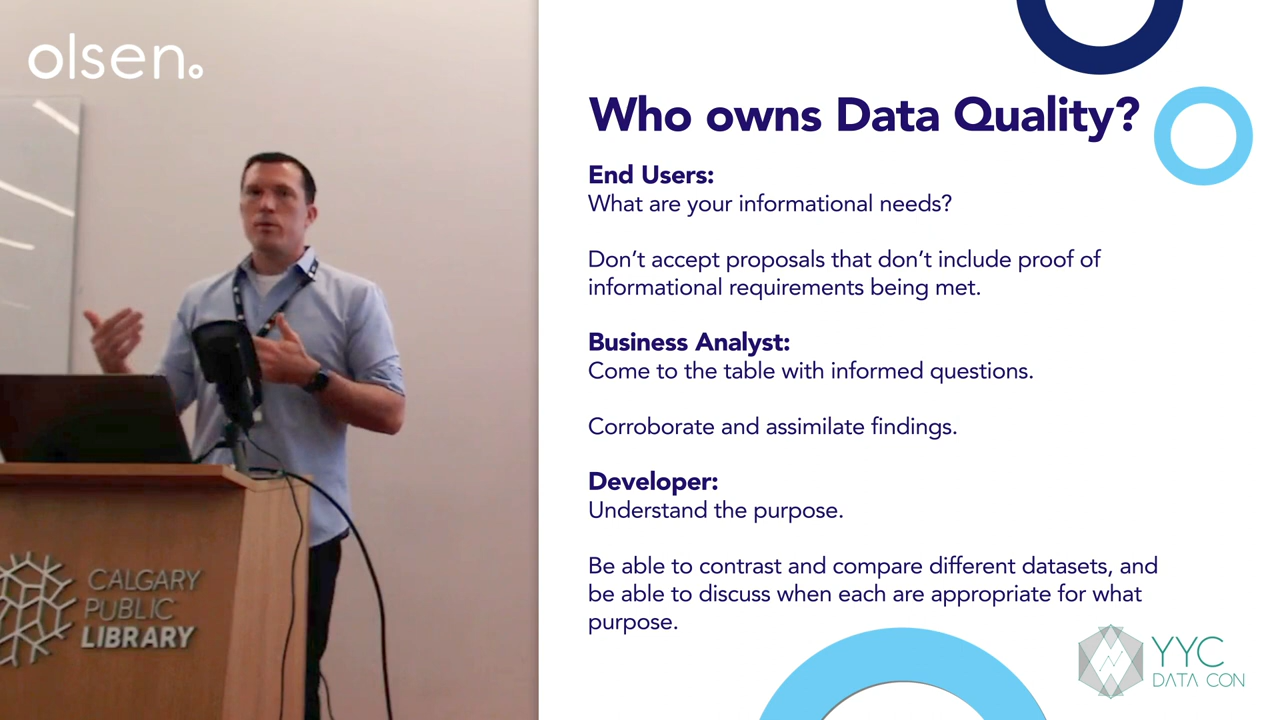 olsen.
Who owns Data Quality?
End Users:
What are your informational needs?
Don't accept proposals that don't include proof of
informational requirements being met.
Business Analyst:
Come to the table with informed questions.
Corroborate and assimilate findings.
Developer:
Understand the purpose.
Be able to contrast and compare different datasets, and
be able to discuss when each are appropriate for what
purpose.
CALGARY
PUBLIC
LIBRARY
YYC
DATA CON